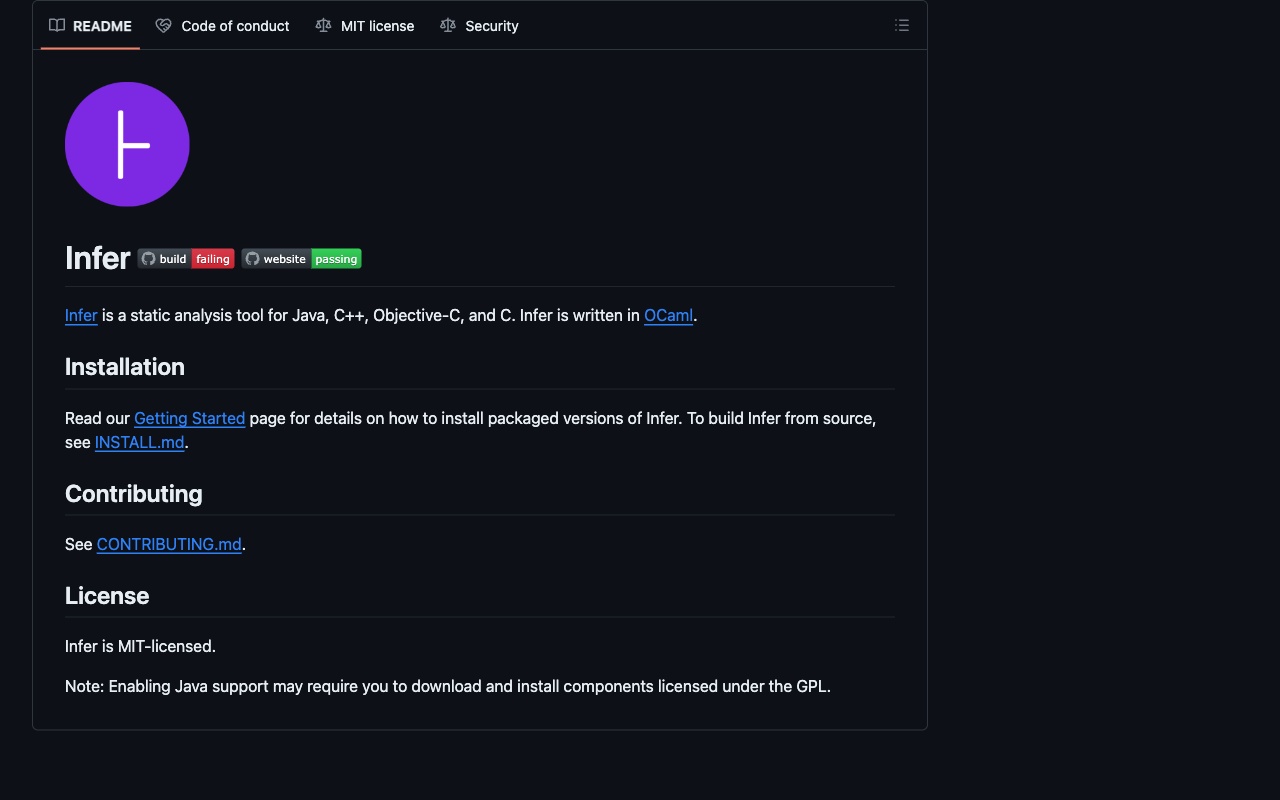 README Code of conduct MIT license Security
Infer build failing website passing
Infer is a static analysis tool for Java, C++, Objective-C, and C. Infer is written in OCaml.
Installation
Read our Getting Started page for details on how to install packaged versions of Infer. To build Infer from source,
see INSTALL.md.
Contributing
See CONTRIBUTING.md.
License
Infer is MIT-licensed.
Note: Enabling Java support may require you to download and install components licensed under the GPL.